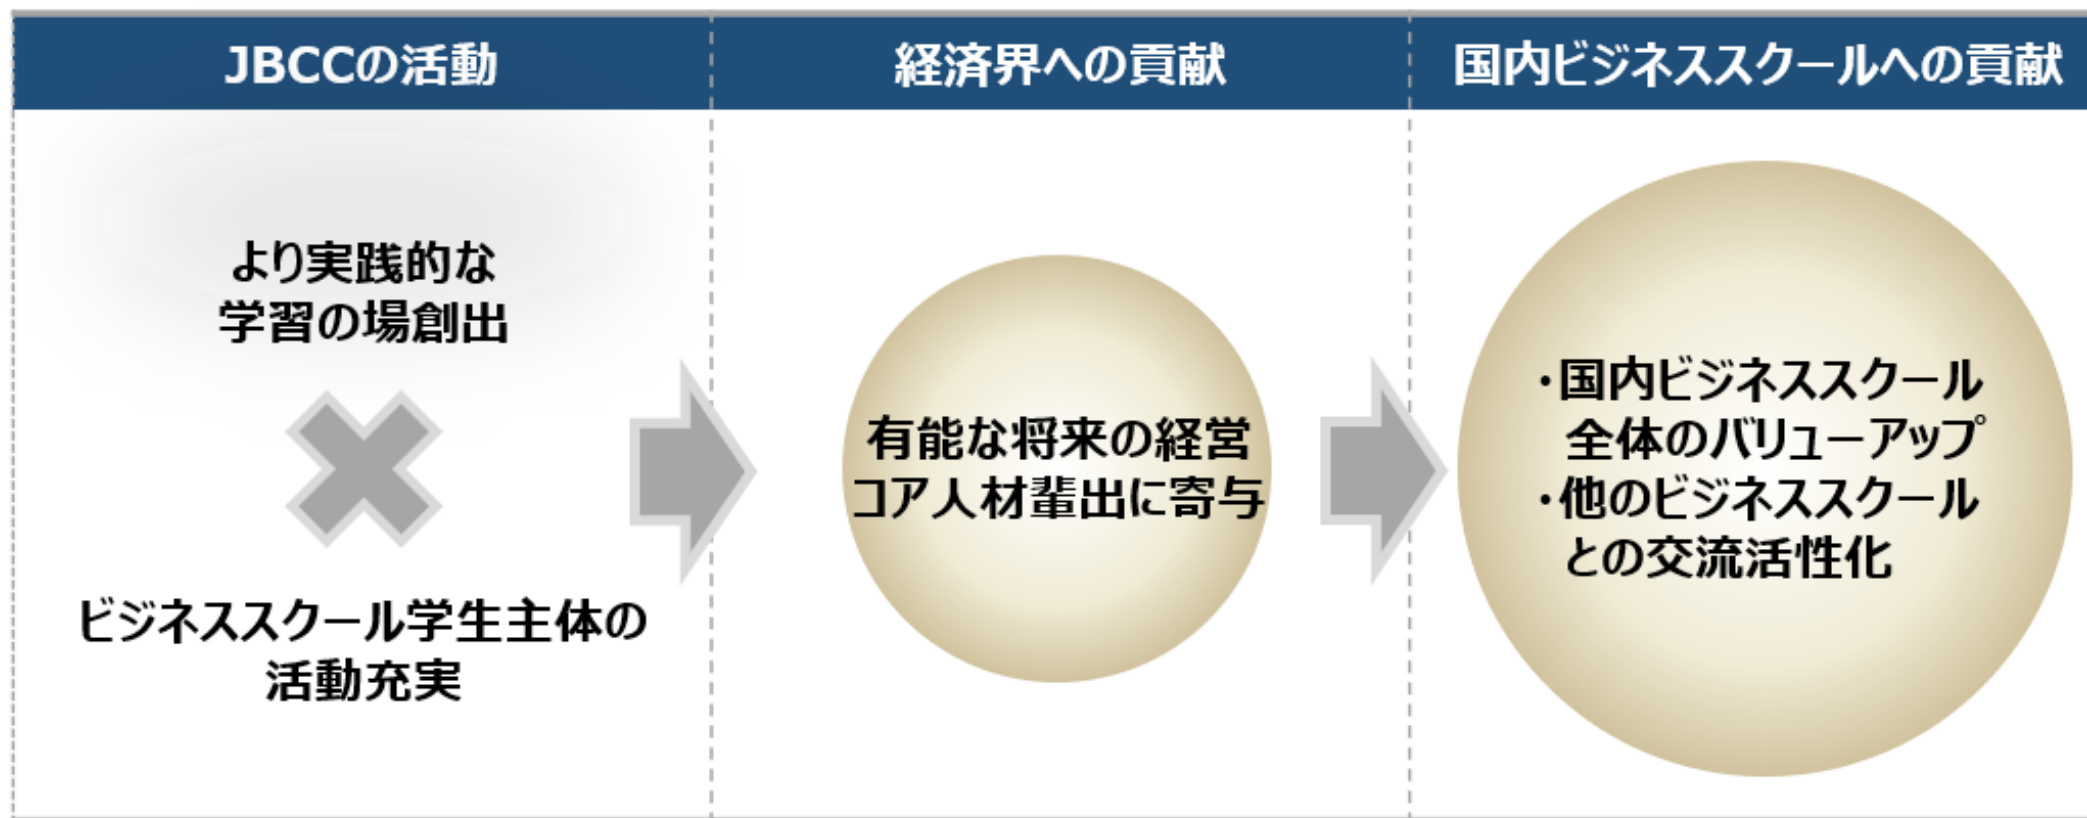 JBCCの活動
経済界への貢献
国内ビジネススクールへの貢献
より実践的な
学習の場創出
ビジネススクール学生主体の
活動充実
有能な将来の経営
コア人材輩出に寄与
・国内ビジネススクール
全体のバリューアップ
・他のビジネススクール
との交流活性化